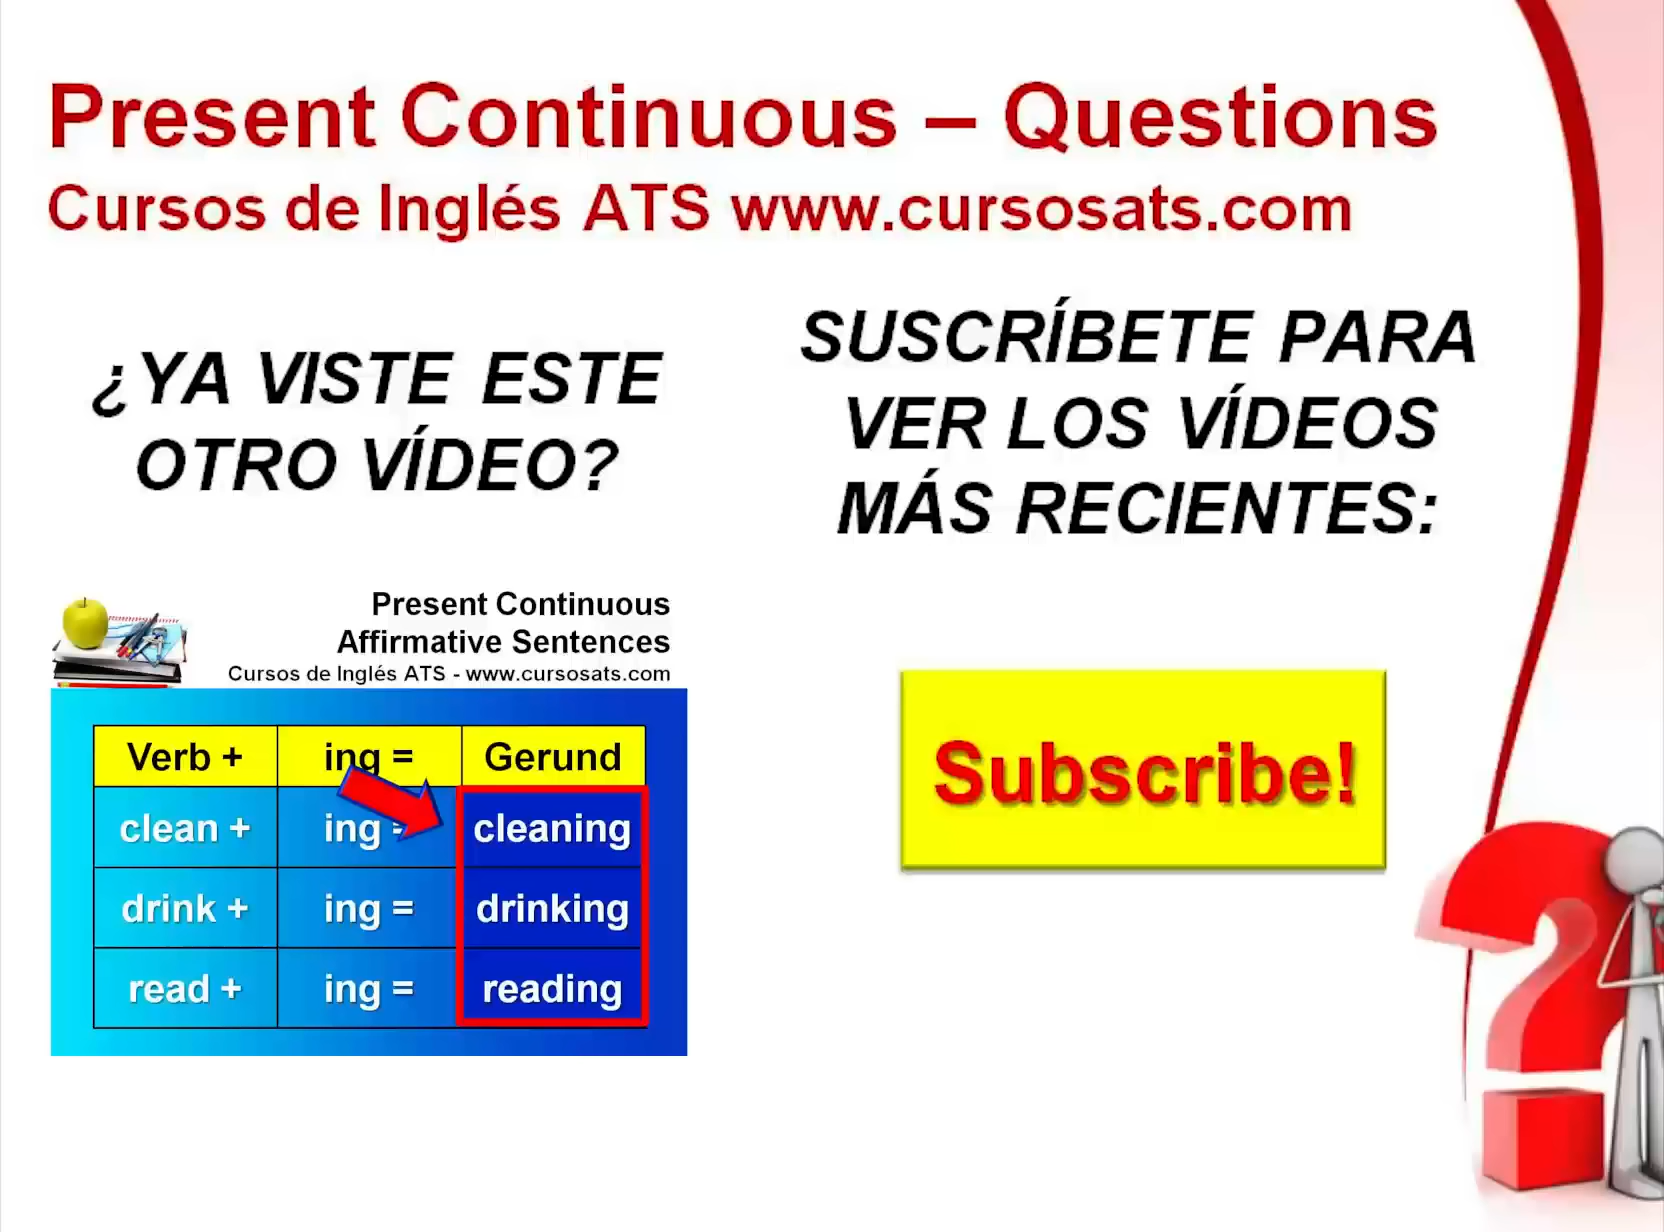 Present Continuous – Questions
Cursos de Inglés ATS www.cursosats.com
¿YA VISTE ESTE
OTRO VÍDEO?
SUSCRÍBETE PARA
VER LOS VÍDEOS
MÁS RECIENTES:
Present Continuous
Affirmative Sentences
Cursos de Inglés ATS - www.cursosats.com
Verb + ing = Gerund
clean + ing = cleaning
drink + ing = drinking
read + ing = reading
Subscribe!